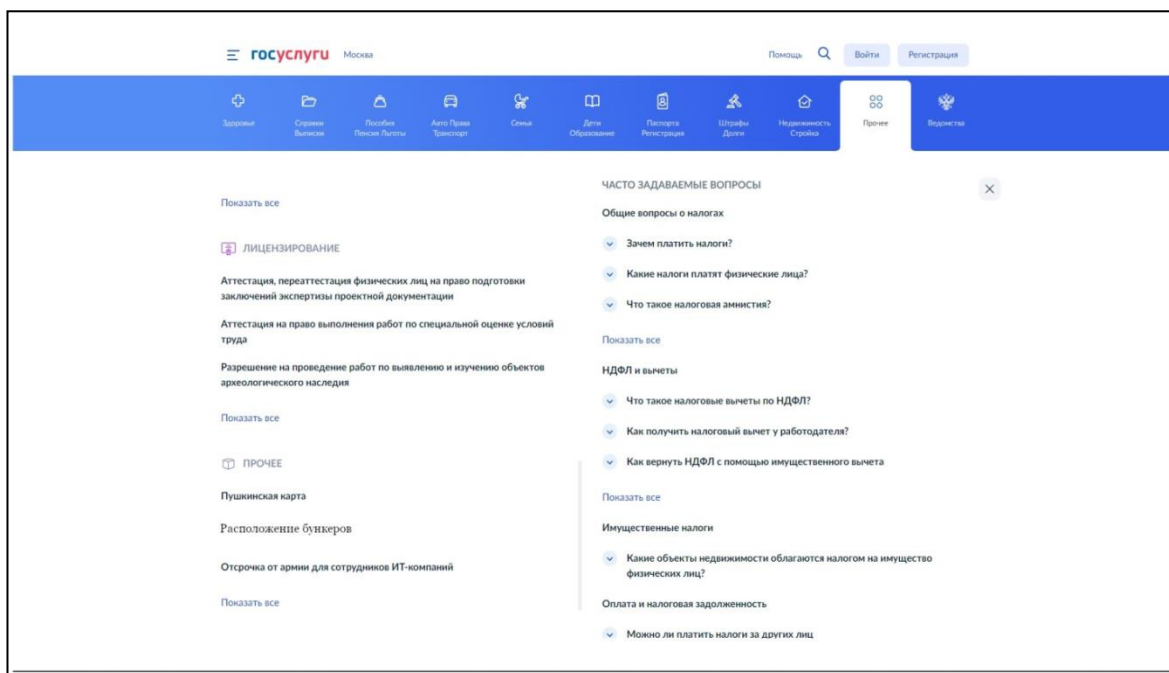 госуслуги Москва Помощь Войти Регистрация
Здоровье
Справки
Выписки
Пособия
Пенсия Льготы
Авто Права
Транспорт
Семья
Дети
Образование
Паспорта
Регистрация
Штрафы
Долги
Недвижимость
Стройка
Прочее
Ведомства
Показать все
ЛИЦЕНЗИРОВАНИЕ
Аттестация, переаттестация физических лиц на право подготовки
заключений экспертизы проектной документации
Аттестация на право выполнения работ по специальной оценке условий
труда
Разрешение на проведение работ по выявлению и изучению объектов
археологического наследия
Показать все
ПРОЧЕЕ
Пушкинская карта
Расположение бункеров
Отсрочка от армии для сотрудников ИТ-компаний
Показать все
ЧАСТО ЗАДАВАЕМЫЕ ВОПРОСЫ
Общие вопросы о налогах
Зачем платить налоги?
Какие налоги платят физические лица?
Что такое налоговая амнистия?
Показать все
НДФЛ и вычеты
Что такое налоговые вычеты по НДФЛ?
Как получить налоговый вычет у работодателя?
Как вернуть НДФЛ с помощью имущественного вычета
Показать все
Имущественные налоги
Какие объекты недвижимости облагаются налогом на имущество
физических лиц?
Оплата и налоговая задолженность
Можно ли платить налоги за других лиц